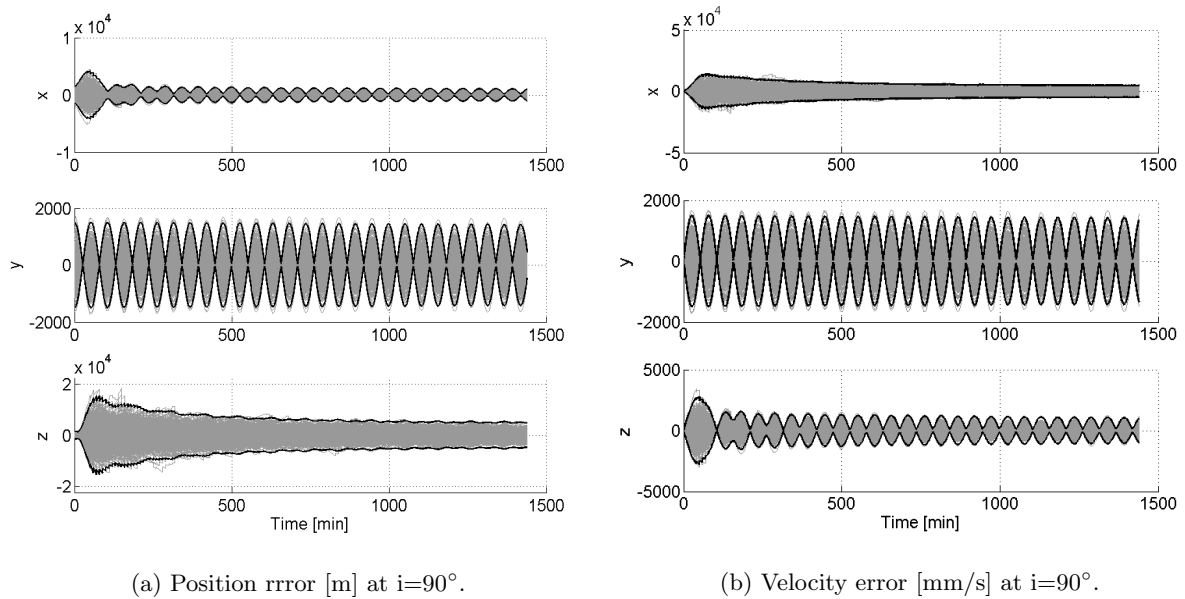 x 10^4
1
0
-1
x
0 500 1000 1500
2000
0
-2000
y
0 500 1000 1500
x 10^4
2
0
-2
z
0 500 1000 1500
Time [min]
x 10^4
5
0
-5
x
0 500 1000 1500
2000
0
-2000
y
0 500 1000 1500
5000
0
-5000
z
0 500 1000 1500
Time [min]
(a) Position rrror [m] at i=90°.
(b) Velocity error [mm/s] at i=90°.